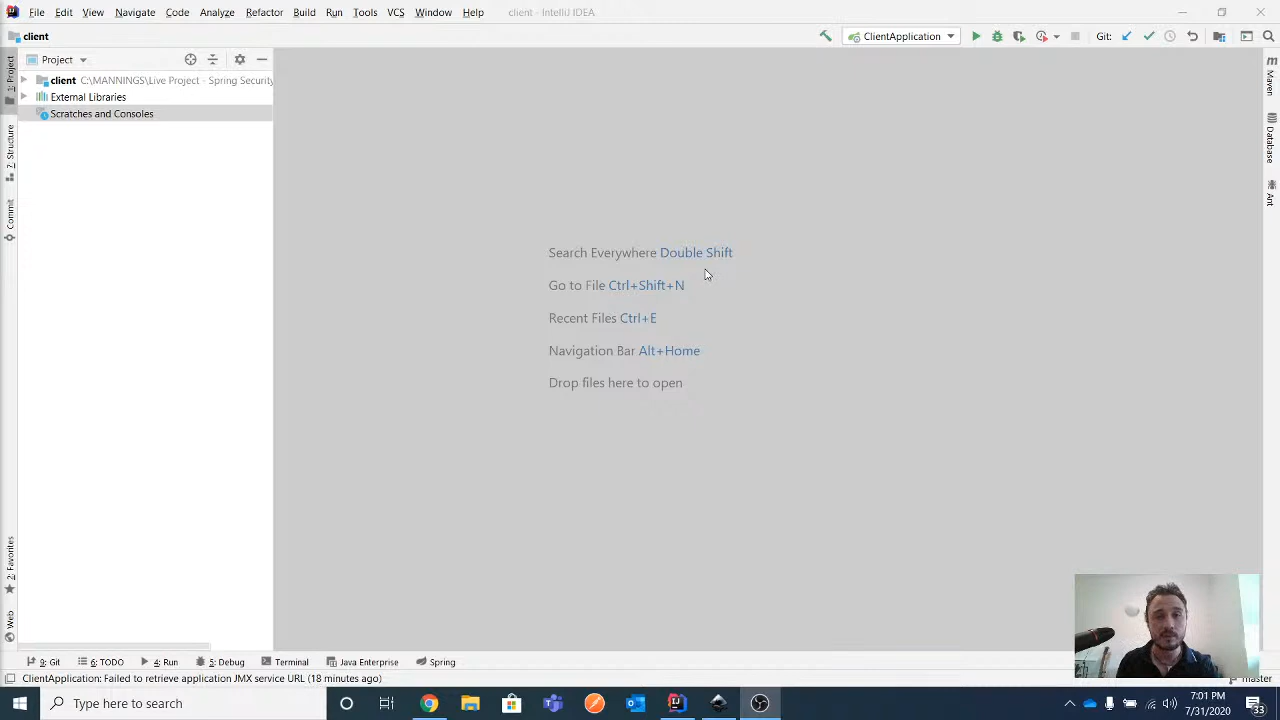 File Edit View Navigate Code Analyze Refactor Build Run Tools VCS Window Help client - IntelliJ IDEA
client ClientApplication Git:
Project
client C:\MANNINGS\Live Project - Spring Security
External Libraries
Scratches and Consoles
1: Project
7: Structure
Commit
2: Favorites
Web
Search Everywhere Double Shift
Go to File Ctrl+Shift+N
Recent Files Ctrl+E
Navigation Bar Alt+Home
Drop files here to open
Maven
Database
Ant
9: Git 6: TODO 4: Run 5: Debug Terminal Java Enterprise Spring
ClientApplication: Failed to retrieve application JMX service URL (18 minutes ago)
master
Type here to search
7:01 PM
7/31/2020
33